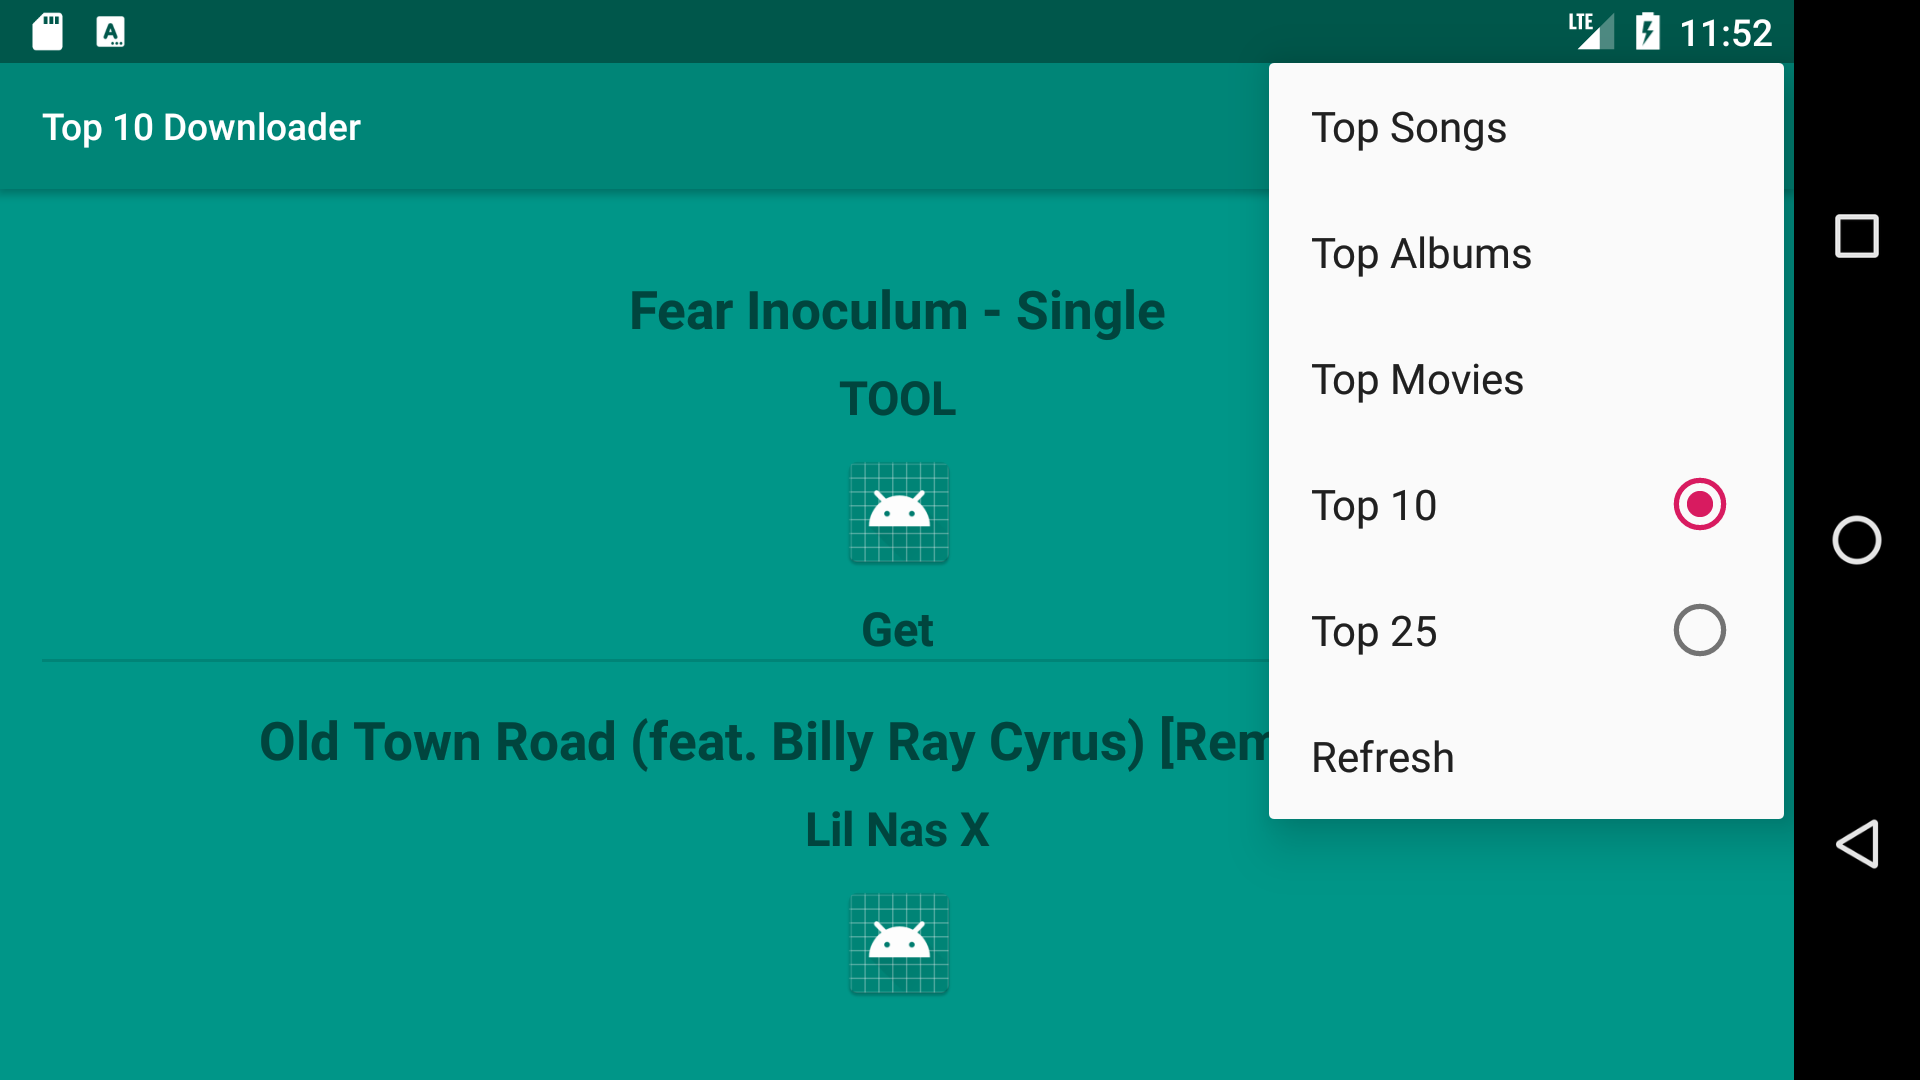 LTE 11:52
Top 10 Downloader
Fear Inoculum - Single
TOOL
Get
Old Town Road (feat. Billy Ray Cyrus) [Rem
Lil Nas X
Top Songs
Top Albums
Top Movies
Top 10
Top 25
Refresh